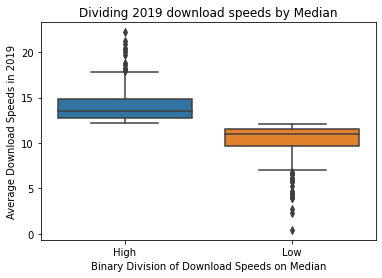 Dividing 2019 download speeds by Median
Average Download Speeds in 2019
20
15
10
5
0
High
Low
Binary Division of Download Speeds on Median